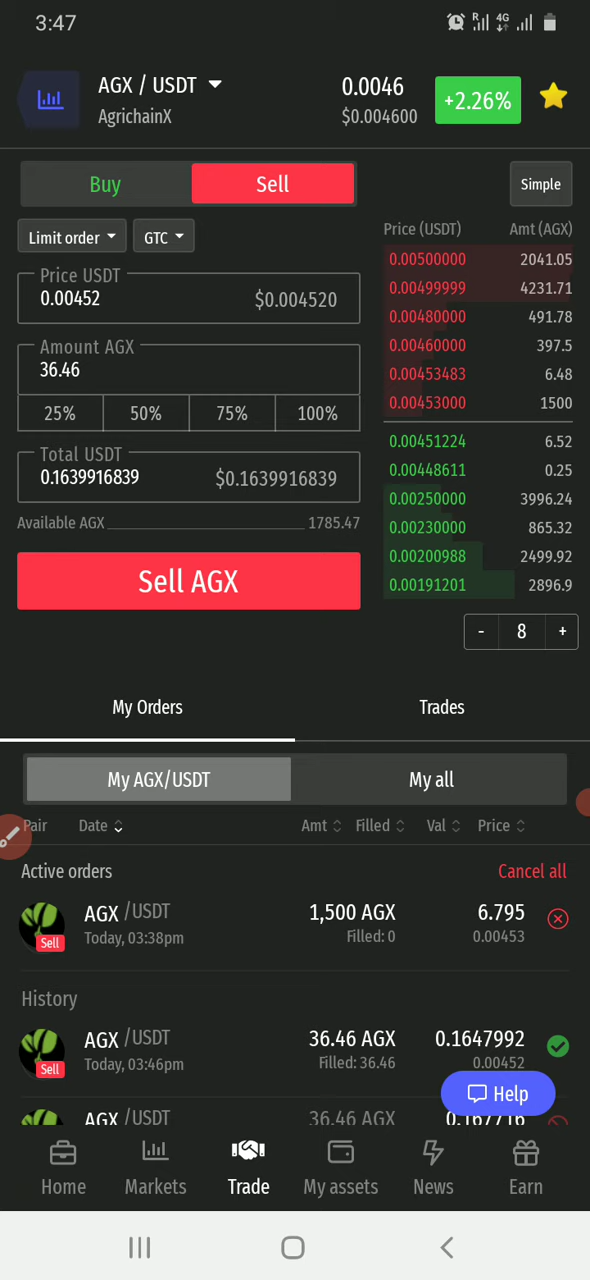 3:47
R 4G
AGX / USDT 0.0046 +2.26%
AgrichainX $0.004600
Buy Sell Simple
Limit order GTC
Price (USDT) Amt (AGX)
Price USDT
0.00452 $0.004520
Amount AGX
36.46
25% 50% 75% 100%
Total USDT
0.1639916839 $0.1639916839
Available AGX 1785.47
Sell AGX
0.00500000 2041.05
0.00499999 4231.71
0.00480000 491.78
0.00460000 397.5
0.00453483 6.48
0.00453000 1500
0.00451224 6.52
0.00448611 0.25
0.00250000 3996.24
0.00230000 865.32
0.00200988 2499.92
0.00191201 2896.9
- 8 +
My Orders Trades
My AGX/USDT My all
Pair Date Amt Filled Val Price
Active orders Cancel all
AGX /USDT 1,500 AGX 6.795
Sell Today, 03:38pm Filled: 0 0.00453
History
AGX /USDT 36.46 AGX 0.1647992
Sell Today, 03:46pm Filled: 36.46 0.00452
Help
AGX /USDT 36.46 AGX 0.167716
Home Markets Trade My assets News Earn